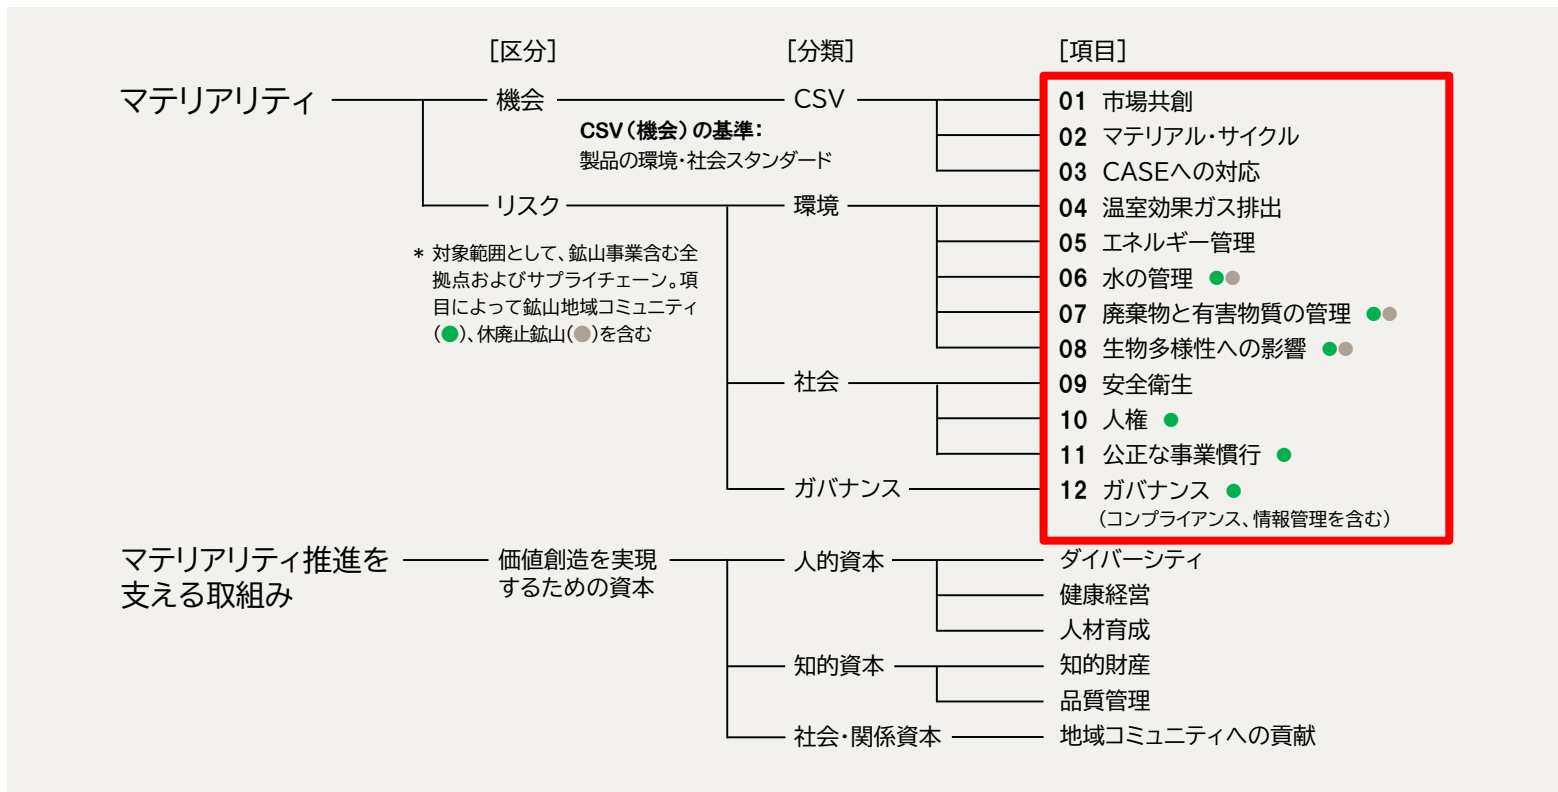 [区分] [分類] [項目]
マテリアリティ 機会 CSV 01 市場共創
CSV(機会)の基準:
製品の環境・社会スタンダード
02 マテリアル・サイクル
03 CASEへの対応
リスク 環境 04 温室効果ガス排出
* 対象範囲として、鉱山事業含む全
拠点およびサプライチェーン。項
目によって鉱山地域コミュニティ
(●)、休廃止鉱山(●)を含む
05 エネルギー管理
06 水の管理 ●●
07 廃棄物と有害物質の管理 ●●
08 生物多様性への影響 ●●
社会 09 安全衛生
10 人権 ●
11 公正な事業慣行 ●
ガバナンス 12 ガバナンス ●
(コンプライアンス、情報管理を含む)
マテリアリティ推進を
支える取組み
価値創造を実現
するための資本
人的資本 ダイバーシティ
健康経営
人材育成
知的資本 知的財産
品質管理
社会・関係資本 地域コミュニティへの貢献